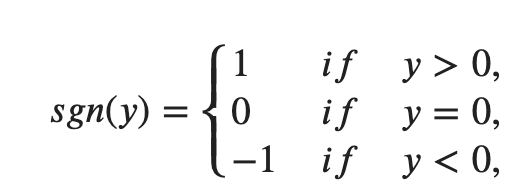 1 if y > 0,
sgn(y) = { 0 if y = 0,
−1 if y < 0,